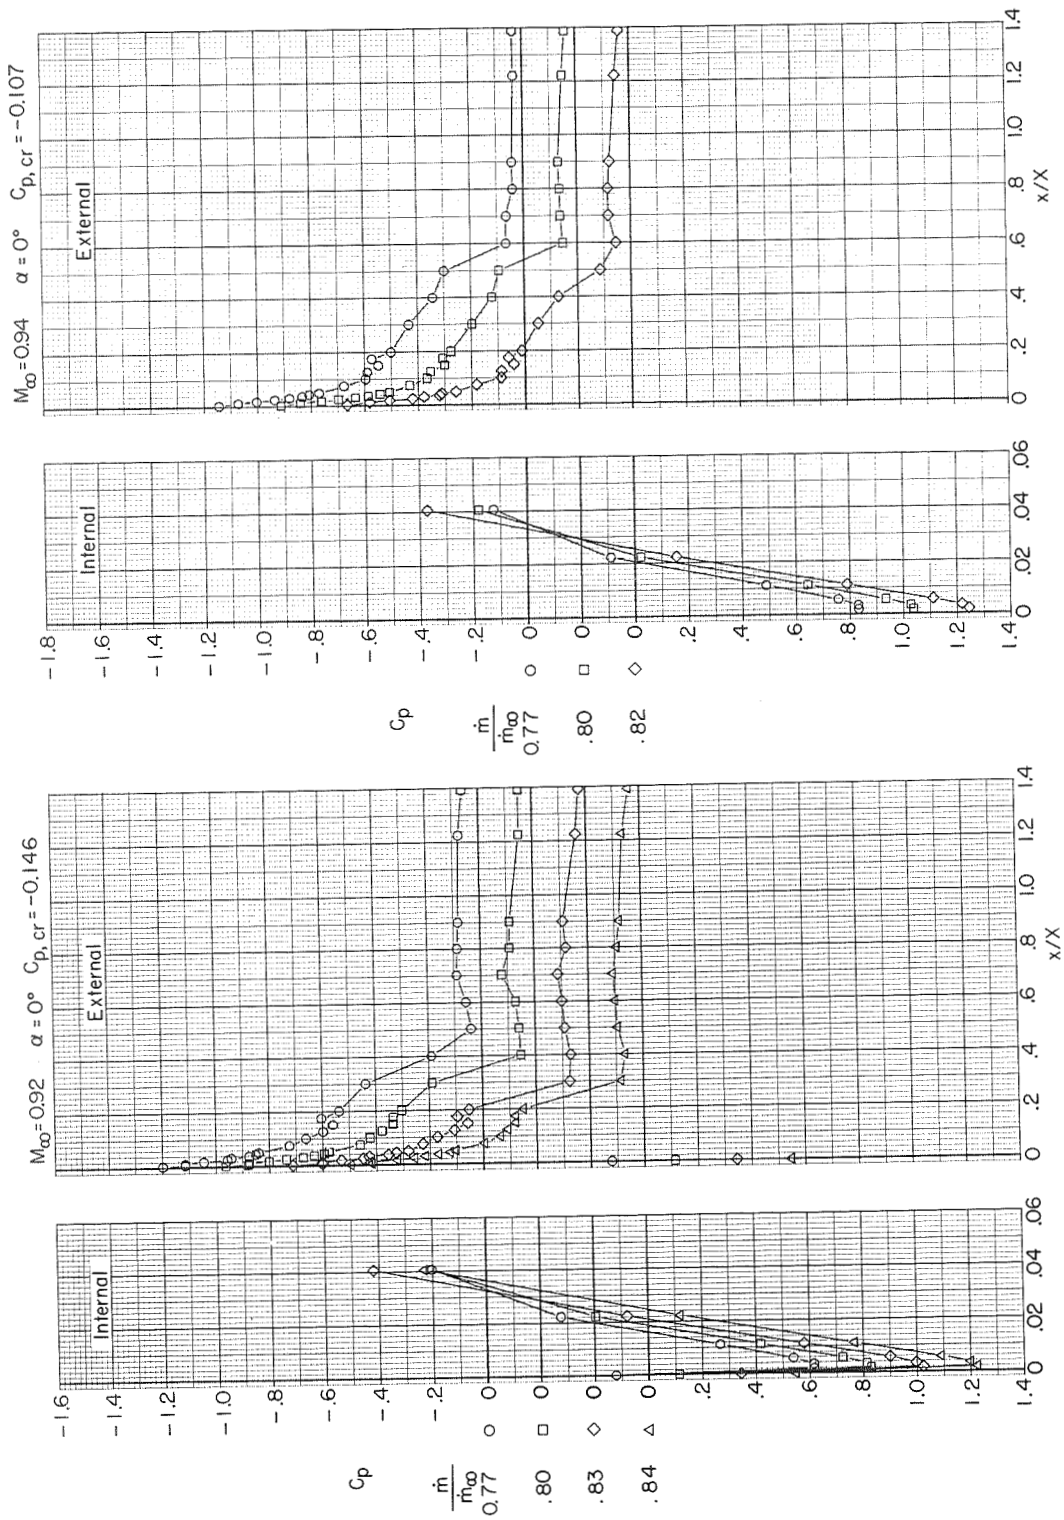 M∞=0.92 α=0° Cp,cr=-0.146
Internal
External
-1.6
-1.4
-1.2
-1.0
-.8
-.6
-.4
-.
0
0
0
0
.2
.4
.6
.8
1.0
1.2
1.4
Cp
ṁ/ṁ∞
0.77
.80
.83
.84
0 .02 .04 .06
0 .2 .4 .6 .8 1.0 1.2 1.4
x/X
M∞=0.94 α=0° Cp,cr=-0.107
Internal
External
-1.8
-1.6
-1.4
-1.2
-1.0
-.8
-.6
-.4
-.
0
0
0
.2
.4
.6
.8
1.0
1.2
1.4
Cp
ṁ/ṁ∞
0.77
.80
.82
0 .02 .04 .06
0 .2 .4 .6 .8 1.0 1.2 1.4
x/X